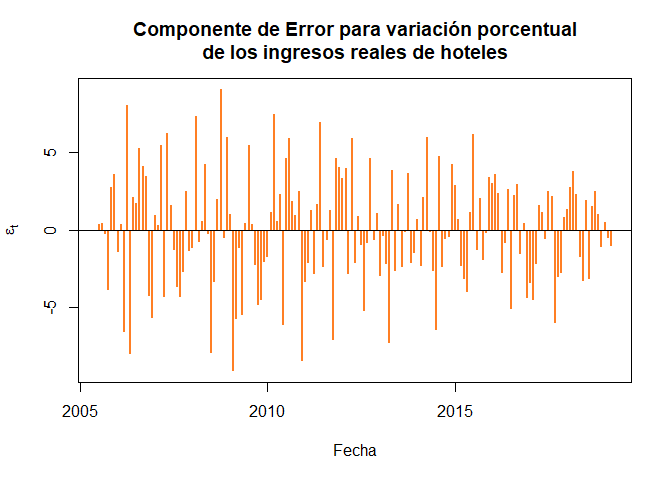 Componente de Error para variación porcentual
de los ingresos reales de hoteles
5
0
-5
εt
2005 2010 2015
Fecha